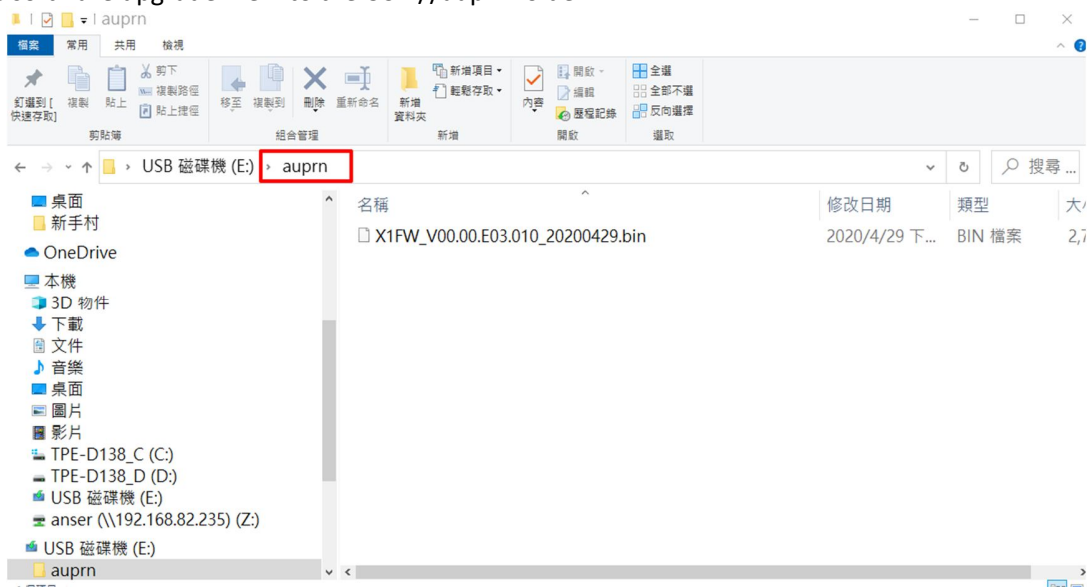 auprn
檔案 常用 共用 檢視
釘選到 [快速存取] 複製 貼上 剪下 複製路徑 貼上捷徑
移至 複製到 刪除 重新命名
新增資料夾 新增項目 輕鬆存取
內容 開啟 編輯 歷程記錄
全選 全部不選 反向選擇
剪貼簿 組合管理 新增 開啟 選取
USB 磁碟機 (E:) › auprn
搜尋 ...
名稱 修改日期 類型
X1FW_V00.00.E03.010_20200429.bin 2020/4/29 下... BIN 檔案 2,7
桌面
新手村
OneDrive
本機
3D 物件
下載
文件
音樂
桌面
圖片
影片
TPE-D138_C (C:)
TPE-D138_D (D:)
USB 磁碟機 (E:)
anser (\\192.168.82.235) (Z:)
USB 磁碟機 (E:)
auprn